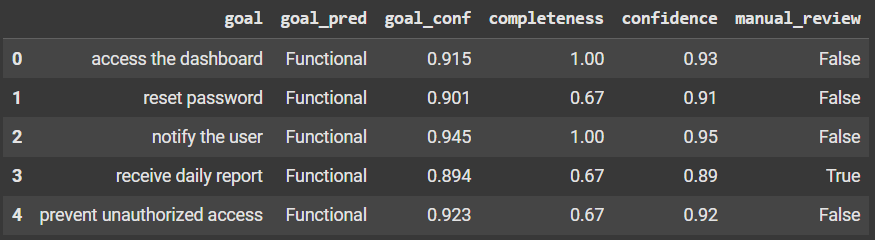 goal goal_pred goal_conf completeness confidence manual_review
0 access the dashboard Functional 0.915 1.00 0.93 False
1 reset password Functional 0.901 0.67 0.91 False
2 notify the user Functional 0.945 1.00 0.95 False
3 receive daily report Functional 0.894 0.67 0.89 True
4 prevent unauthorized access Functional 0.923 0.67 0.92 False